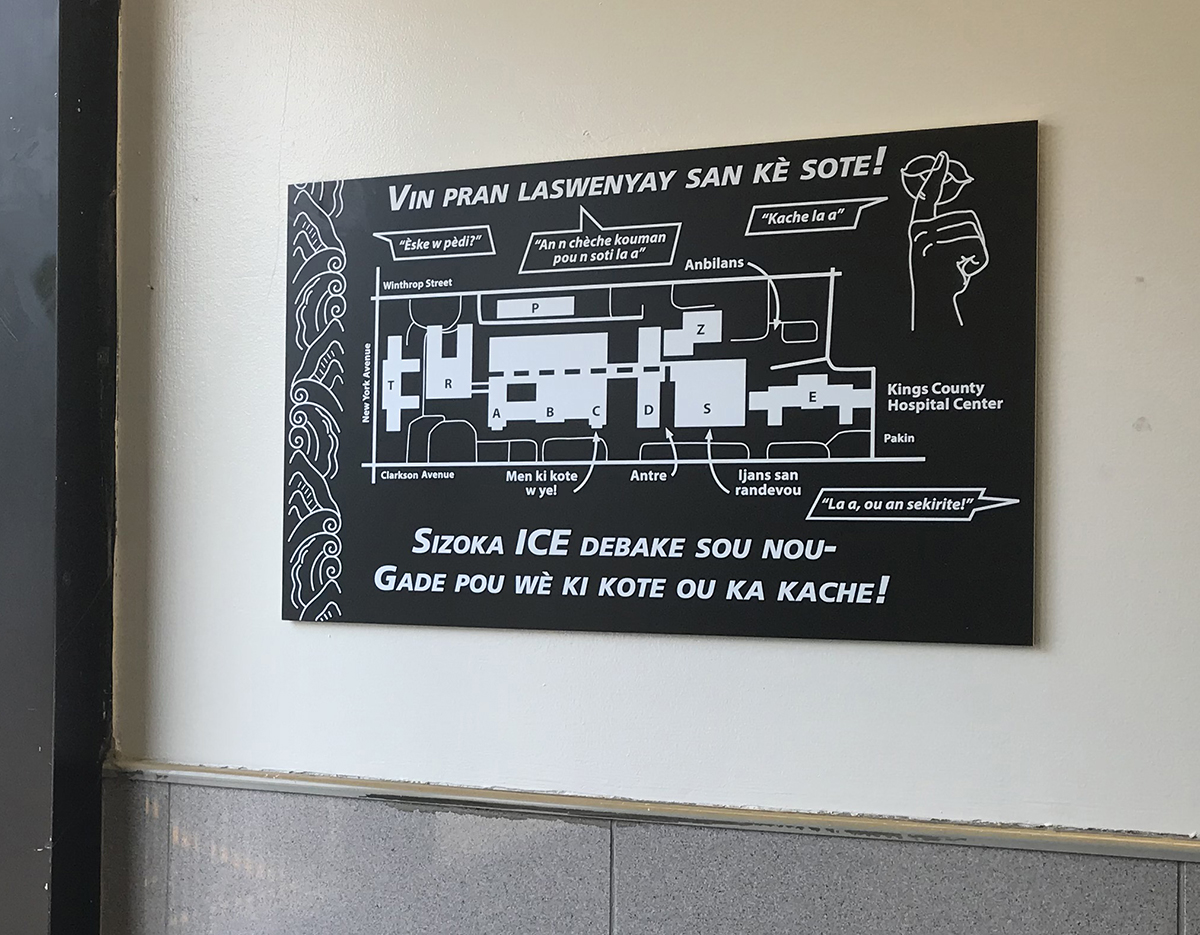 VIN PRAN LASWENYAY SAN KÈ SOTE!
"Èske w pèdi?"
"An n chèche kouman
pou n soti la a"
"Kache la a"
Anbilans
Winthrop Street
P
Z
New York Avenue
T
R
A
B
C
D
S
E
Kings County
Hospital Center
Pakin
Clarkson Avenue
Men ki kote
w ye!
Antre
Ijans san
randevou
"La a, ou an sekirite!"
SIZOKA ICE DEBAKE SOU NOU-
GADE POU WÈ KI KOTE OU KA KACHE!